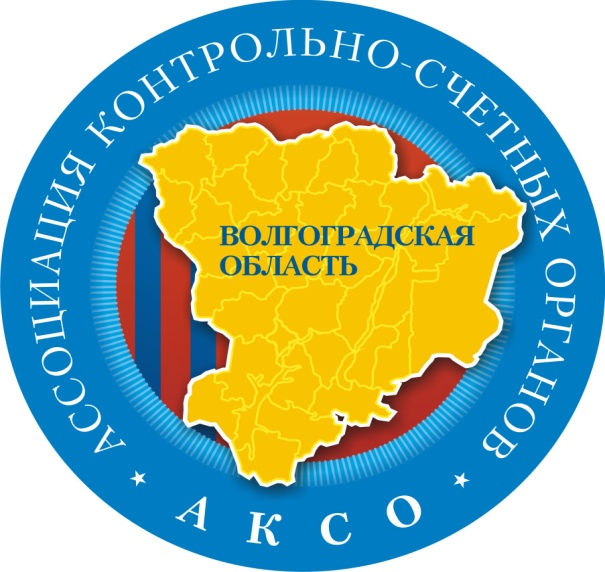 АССОЦИАЦИЯ КОНТРОЛЬНО-СЧЕТНЫХ ОРГАНОВ
ВОЛГОГРАДСКАЯ
ОБЛАСТЬ
АКСО